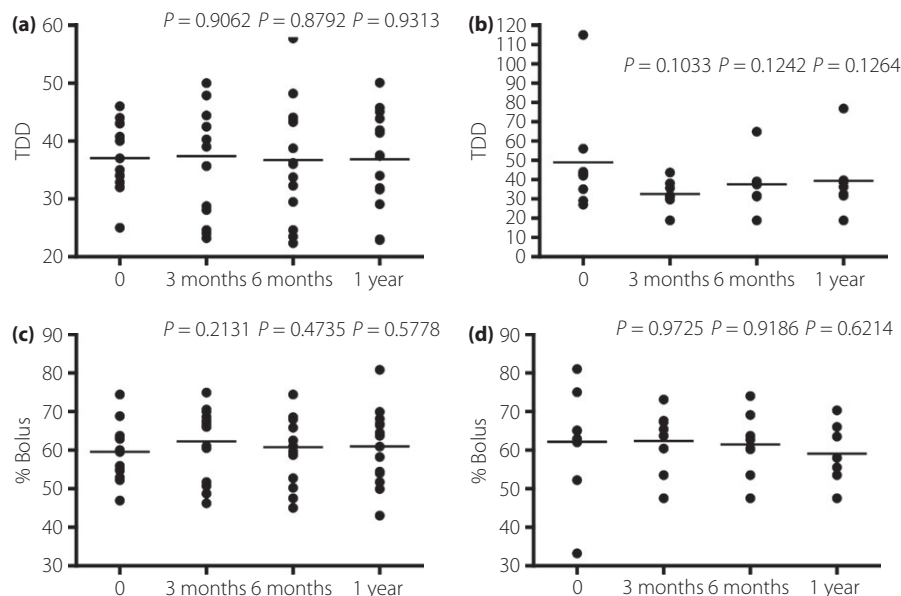 (a)
P = 0.9062 P = 0.8792 P = 0.9313
TDD
60
50
40
30
20
0 3 months 6 months 1 year
(b)
P = 0.1033 P = 0.1242 P = 0.1264
TDD
120
110
100
90
80
70
60
50
40
30
20
10
0
0 3 months 6 months 1 year
(c)
P = 0.2131 P = 0.4735 P = 0.5778
% Bolus
90
80
70
60
50
40
30
0 3 months 6 months 1 year
(d)
P = 0.9725 P = 0.9186 P = 0.6214
% Bolus
90
80
70
60
50
40
30
0 3 months 6 months 1 year